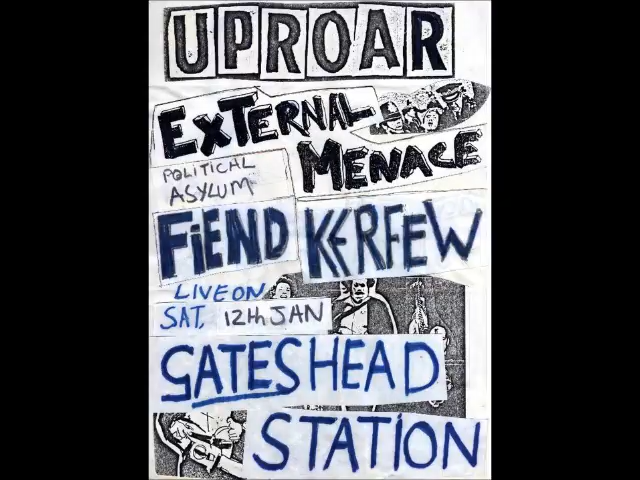 UPROAR
EXTERNAL
MENACE
POLITICAL
ASYLUM
FiEND KERFEW
LIVE ON
SAT, 12th JAN
GATESHEAD
STATION